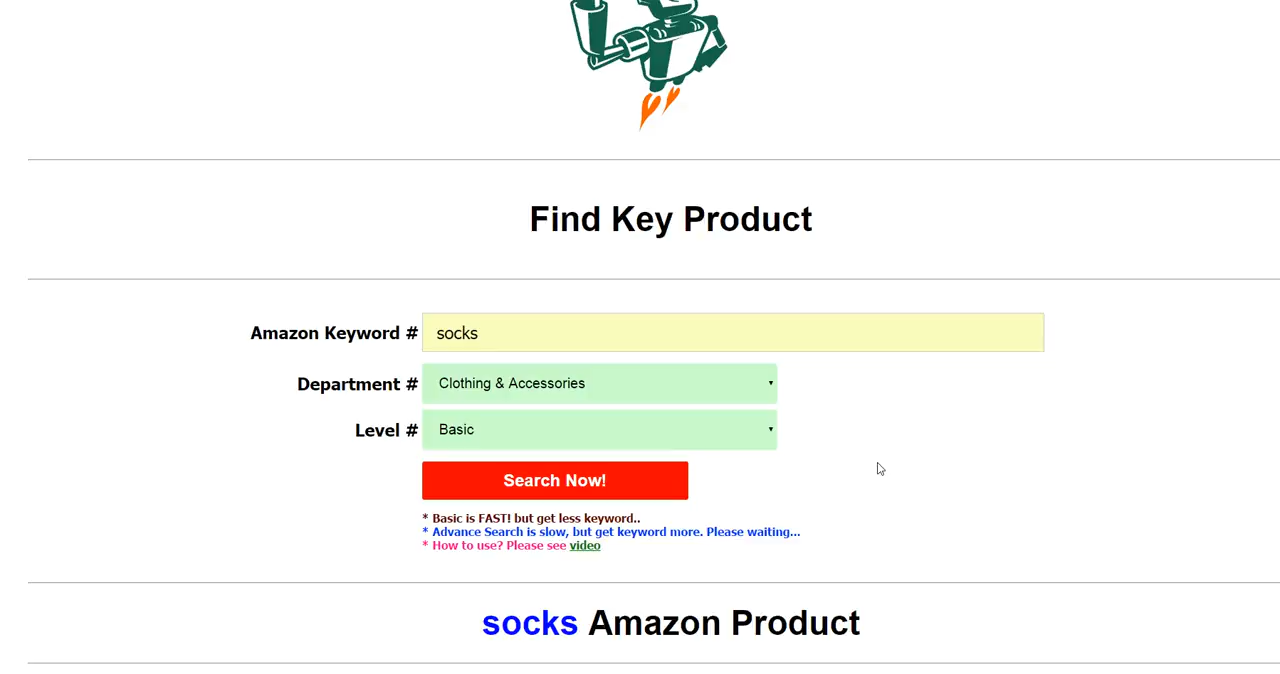 Find Key Product
Amazon Keyword # socks
Department # Clothing & Accessories
Level # Basic
Search Now!
* Basic is FAST! but get less keyword..
* Advance Search is slow, but get keyword more. Please waiting...
* How to use? Please see video
socks Amazon Product